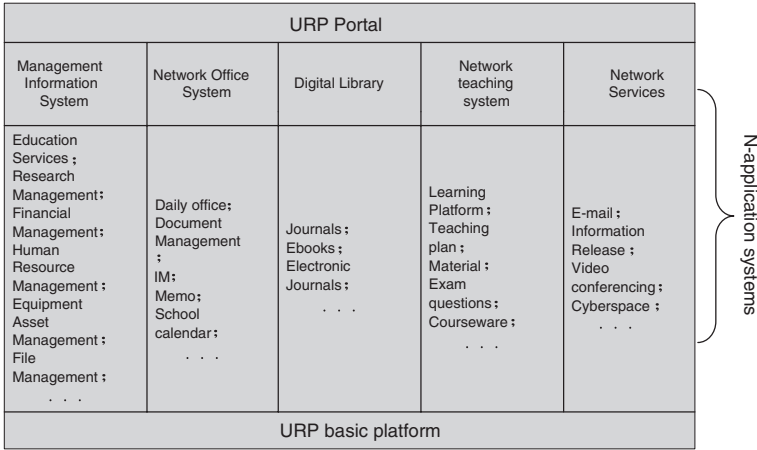 URP Portal
Management
Information
System
Network Office
System
Digital Library
Network
teaching
system
Network
Services
Education
Services；
Research
Management；
Financial
Management；
Human
Resource
Management；
Equipment
Asset
Management；
File
Management；
. . .
Daily office；
Document
Management
；
IM；
Memo；
School
calendar；
. . .
Journals；
Ebooks；
Electronic
Journals；
. . .
Learning
Platform；
Teaching
plan；
Material；
Exam
questions；
Courseware；
. . .
E-mail；
Information
Release；
Video
conferencing；
Cyberspace；
. . .
N-application systems
URP basic platform